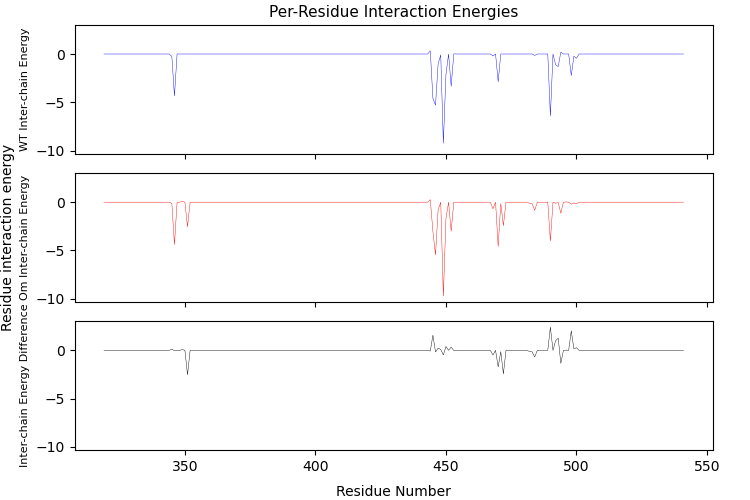 Per-Residue Interaction Energies
WT Inter-chain Energy
0
−5
−10
Om Inter-chain Energy
0
−5
−10
Inter-chain Energy Difference
0
−5
−10
Residue interaction energy
350
400
450
500
550
Residue Number